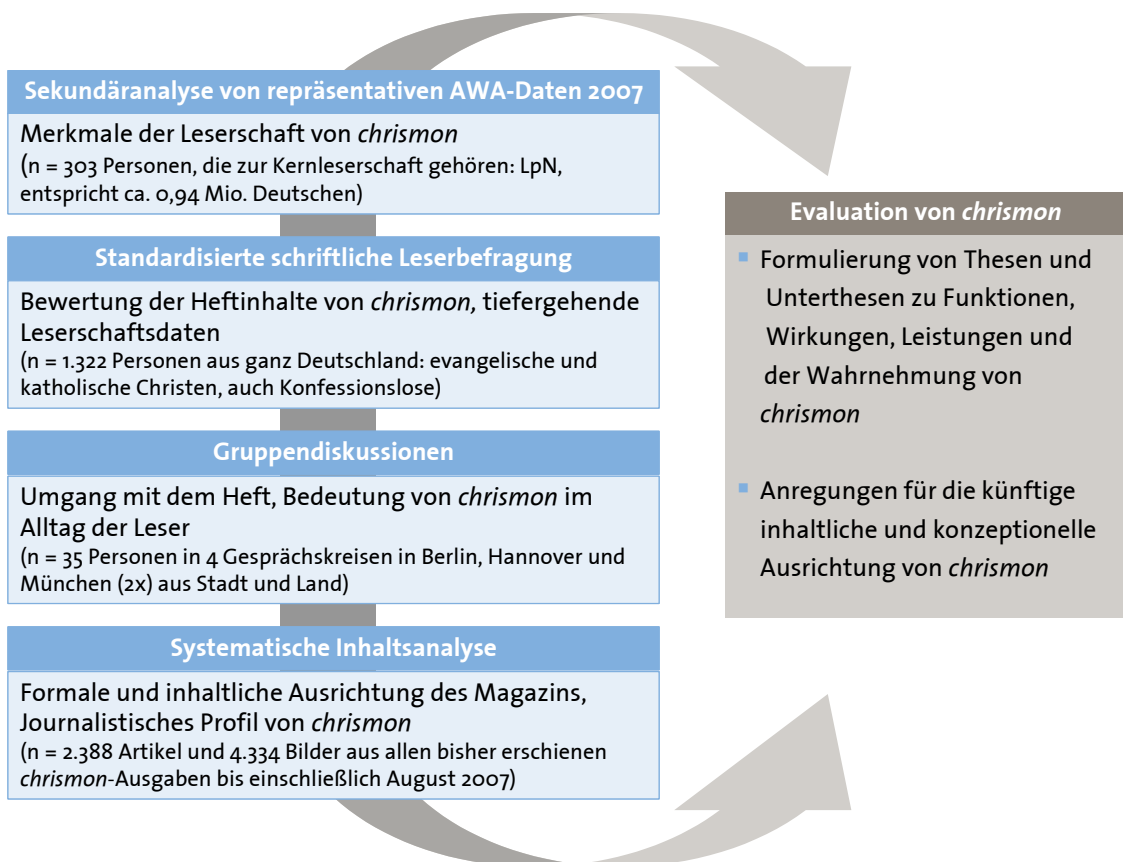 Sekundäranalyse von repräsentativen AWA-Daten 2007
Merkmale der Leserschaft von chrismon
(n = 303 Personen, die zur Kernleserschaft gehören: LpN,
entspricht ca. 0,94 Mio. Deutschen)
Standardisierte schriftliche Leserbefragung
Bewertung der Heftinhalte von chrismon, tiefergehende
Leserschaftsdaten
(n = 1.322 Personen aus ganz Deutschland: evangelische und
katholische Christen, auch Konfessionslose)
Gruppendiskussionen
Umgang mit dem Heft, Bedeutung von chrismon im
Alltag der Leser
(n = 35 Personen in 4 Gesprächskreisen in Berlin, Hannover und
München (2x) aus Stadt und Land)
Systematische Inhaltsanalyse
Formale und inhaltliche Ausrichtung des Magazins,
Journalistisches Profil von chrismon
(n = 2.388 Artikel und 4.334 Bilder aus allen bisher erschienen
chrismon-Ausgaben bis einschließlich August 2007)
Evaluation von chrismon
▪ Formulierung von Thesen und
Unterthesen zu Funktionen,
Wirkungen, Leistungen und
der Wahrnehmung von
chrismon
▪ Anregungen für die künftige
inhaltliche und konzeptionelle
Ausrichtung von chrismon